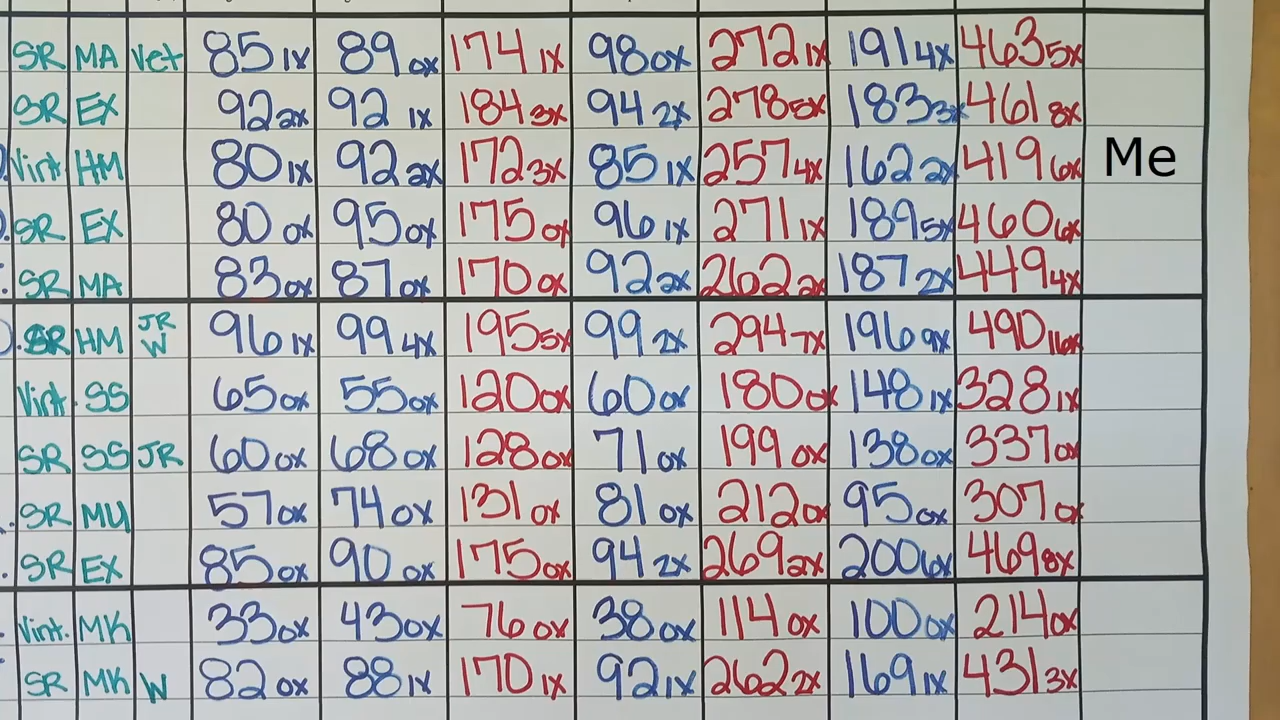 SR MA Vet 85 1x 89 0x 174 1x 98 0x 272 1x 191 4x 463 5x
SR EX 92 2x 92 1x 184 3x 94 2x 278 5x 183 3x 461 8x
Vint. HM 80 1x 92 2x 172 3x 85 1x 257 4x 162 2x 419 6x Me
SR EX 80 0x 95 0x 175 0x 96 1x 271 1x 189 5x 460 6x
SR MA 83 0x 87 0x 170 0x 92 2x 262 2x 187 2x 449 4x
SR HM JR W 96 1x 99 4x 195 5x 99 2x 294 7x 196 9x 490 16x
Vint. SS 65 0x 55 0x 120 0x 60 0x 180 0x 148 1x 328 1x
SR SS JR 60 0x 68 0x 128 0x 71 0x 199 0x 138 0x 337 0x
SR MU 57 0x 74 0x 131 0x 81 0x 212 0x 95 0x 307 0x
SR EX 85 0x 90 0x 175 0x 94 2x 269 2x 200 6x 469 8x
Vint. MK 33 0x 43 0x 76 0x 38 0x 114 0x 100 0x 214 0x
SR MK W 82 0x 88 1x 170 1x 92 1x 262 2x 169 1x 431 3x